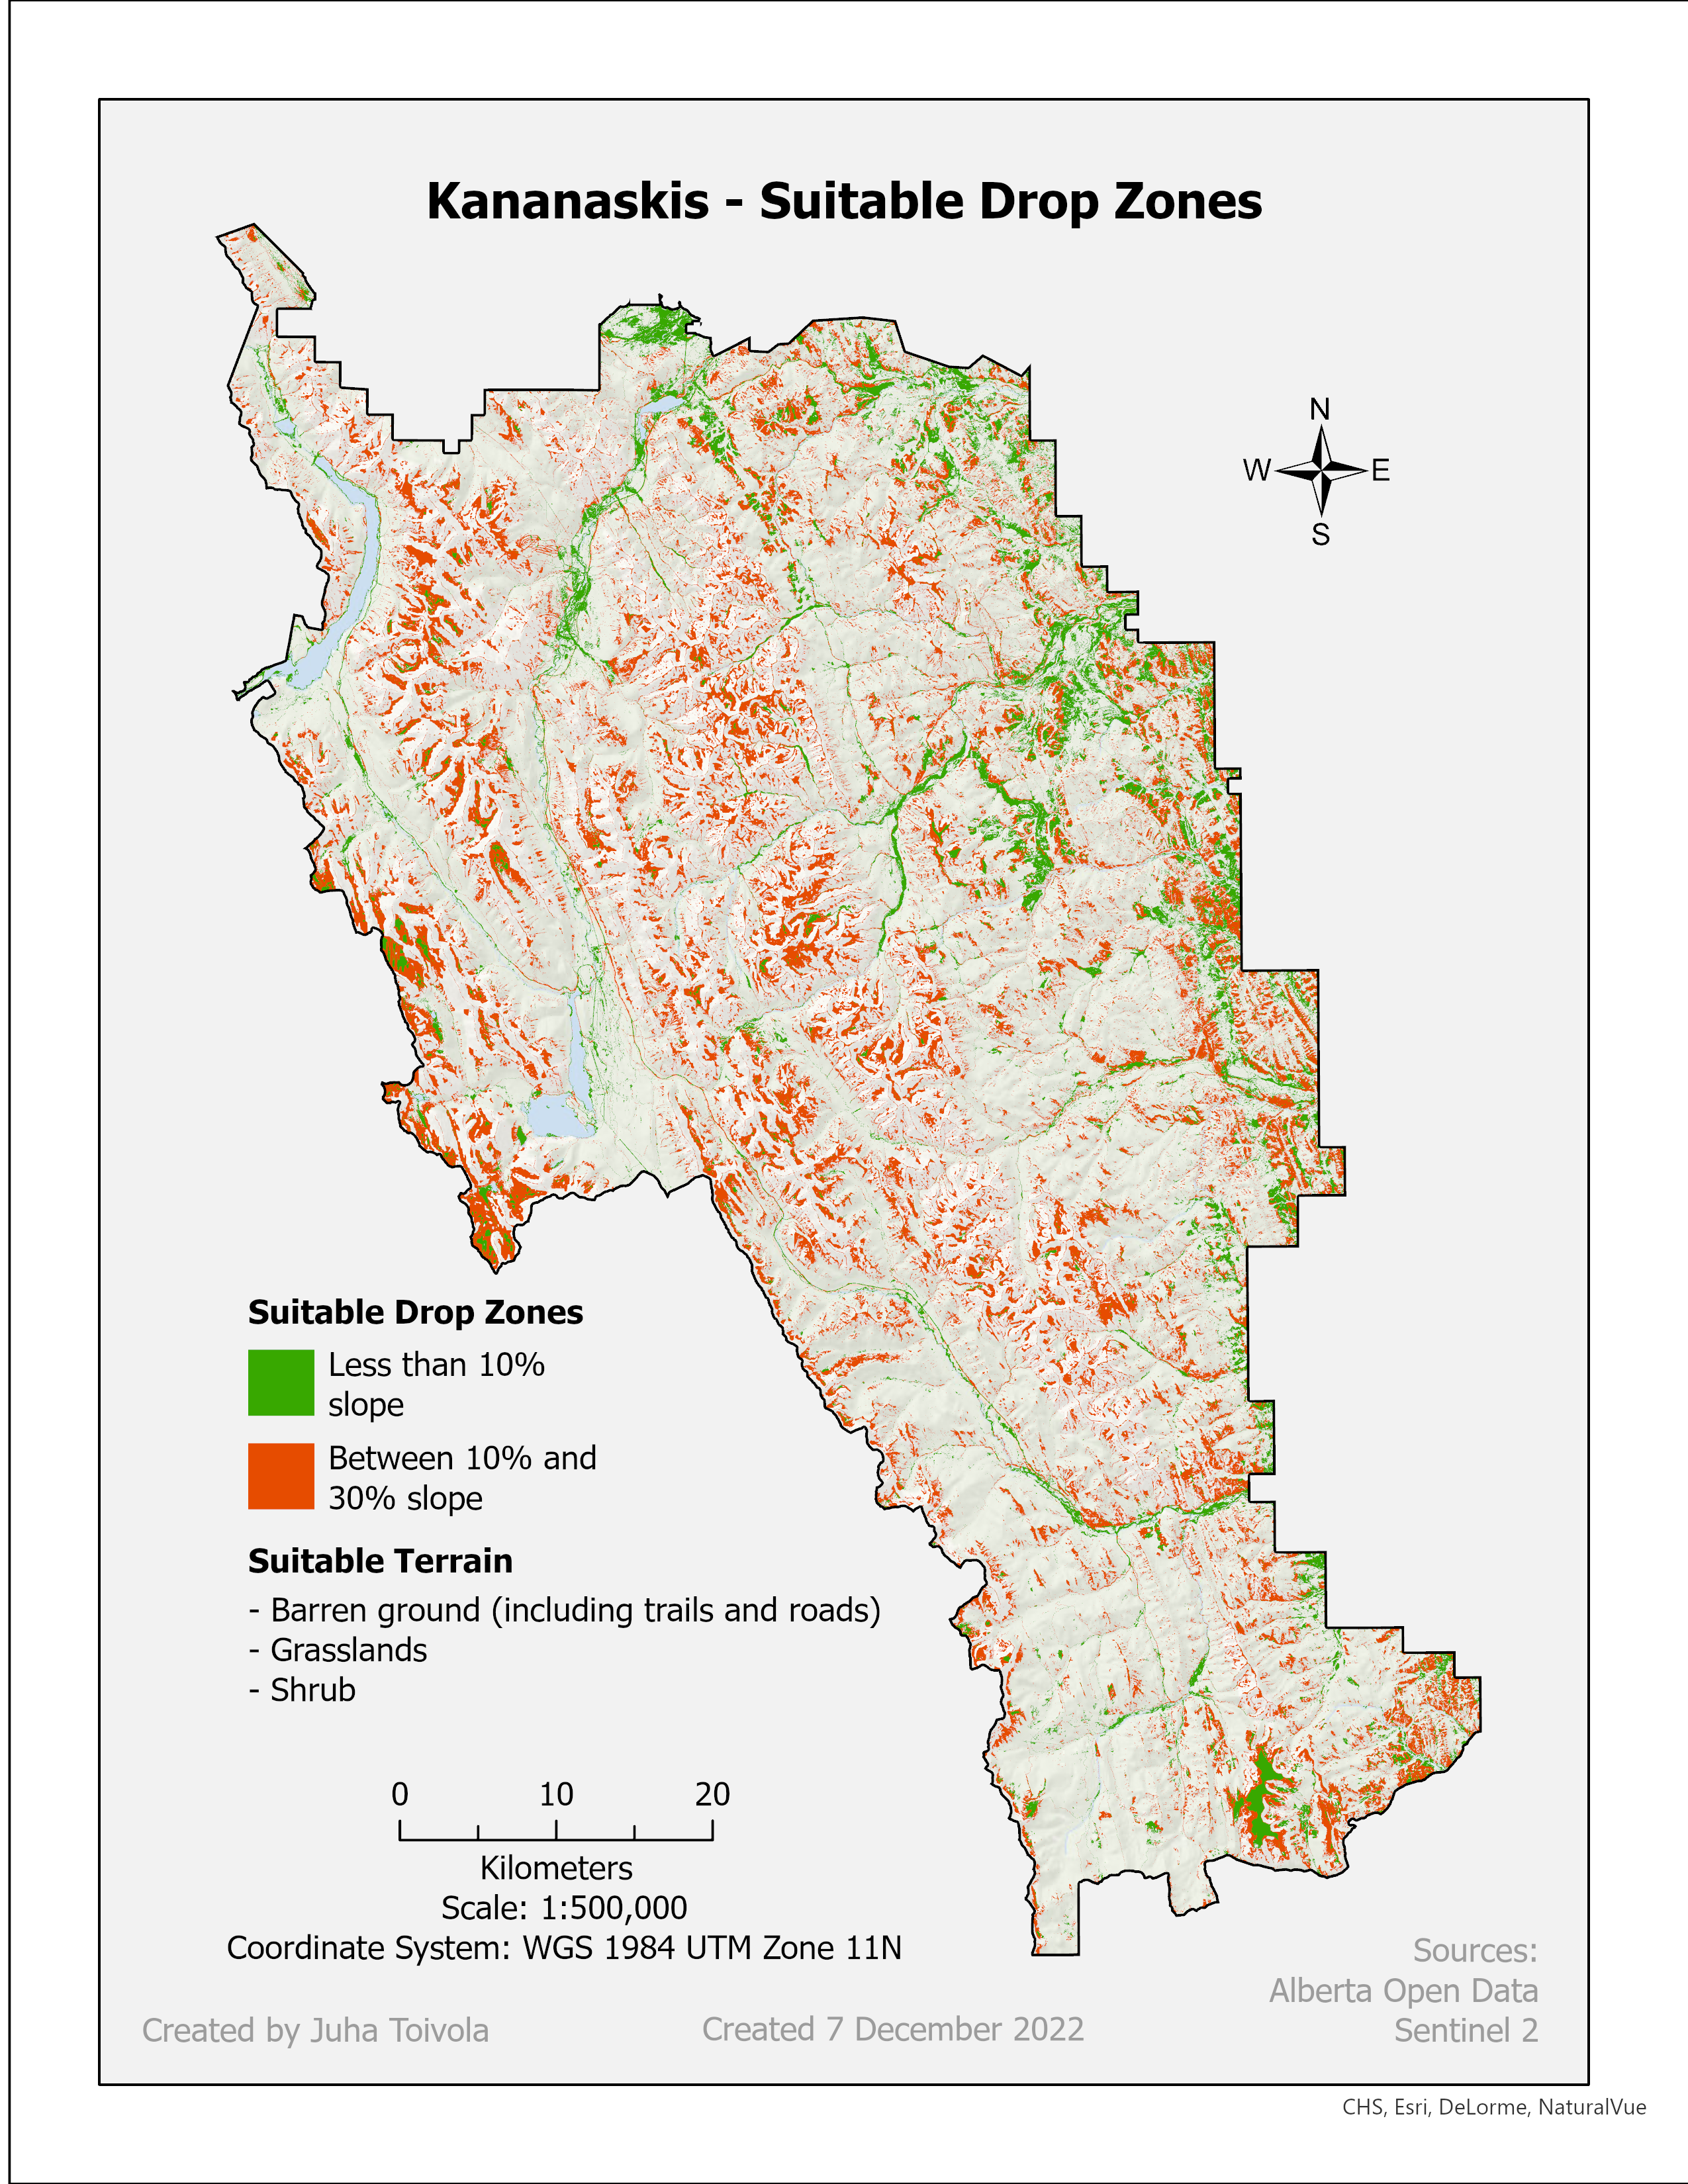 Kananaskis - Suitable Drop Zones
N
W
E
S
Suitable Drop Zones
Less than 10%
slope
Between 10% and
30% slope
Suitable Terrain
- Barren ground (including trails and roads)
- Grasslands
- Shrub
0 10 20
Kilometers
Scale: 1:500,000
Coordinate System: WGS 1984 UTM Zone 11N
Sources:
Alberta Open Data
Sentinel 2
Created by Juha Toivola
Created 7 December 2022
CHS, Esri, DeLorme, NaturalVue